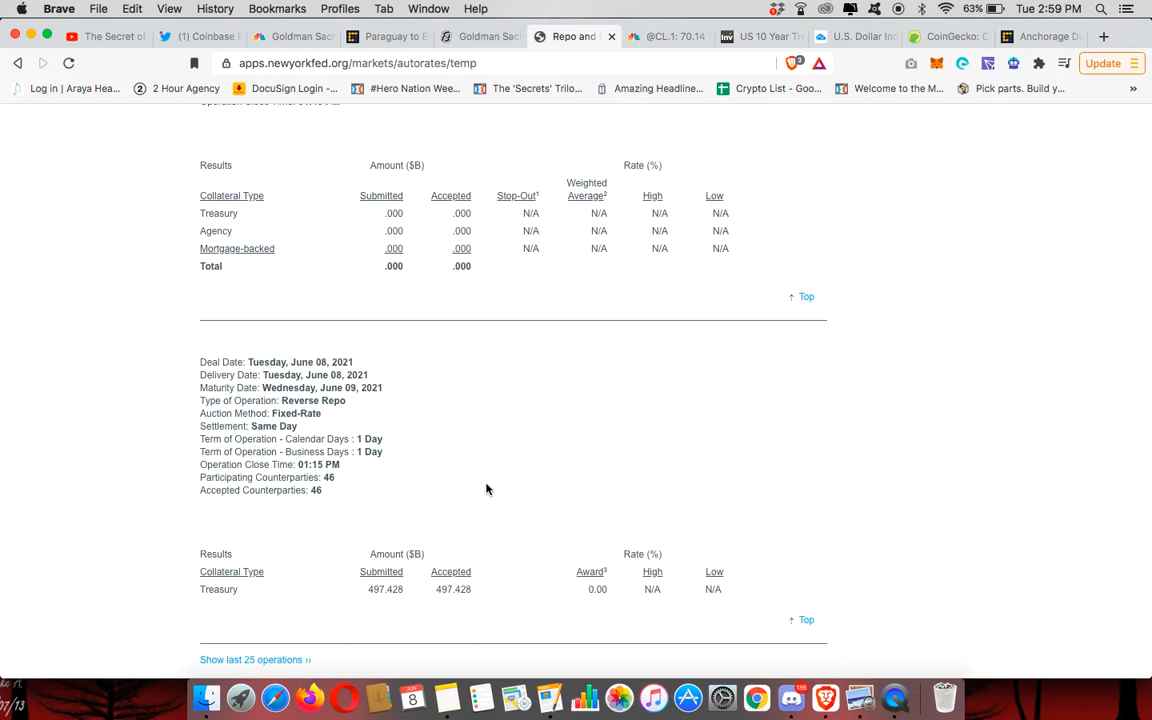 Brave File Edit View History Bookmarks Profiles Tab Window Help 63% Tue 2:59 PM
The Secret of (1) Coinbase Goldman Sac Paraguay to Goldman Sac Repo and @CL.1: 70.14 US 10 Year Tr U.S. Dollar Ind CoinGecko: C Anchorage D
apps.newyorkfed.org/markets/autorates/temp 3 Update
Log in | Araya Hea... 2 Hour Agency DocuSign Login -... #Hero Nation Wee... The 'Secrets' Trilo... Amazing Headline... Crypto List - Goo... Welcome to the M... Pick parts. Build y... »
Results Amount ($B) Rate (%)
Collateral Type Submitted Accepted Stop-Out¹ Weighted Average² High Low
Treasury .000 .000 N/A N/A N/A N/A
Agency .000 .000 N/A N/A N/A N/A
Mortgage-backed .000 .000 N/A N/A N/A N/A
Total .000 .000
↑ Top
Deal Date: Tuesday, June 08, 2021
Delivery Date: Tuesday, June 08, 2021
Maturity Date: Wednesday, June 09, 2021
Type of Operation: Reverse Repo
Auction Method: Fixed-Rate
Settlement: Same Day
Term of Operation - Calendar Days : 1 Day
Term of Operation - Business Days : 1 Day
Operation Close Time: 01:15 PM
Participating Counterparties: 46
Accepted Counterparties: 46
Results Amount ($B) Rate (%)
Collateral Type Submitted Accepted Award³ High Low
Treasury 497.428 497.428 0.00 N/A N/A
↑ Top
Show last 25 operations ››
JUN
8
136
07/13